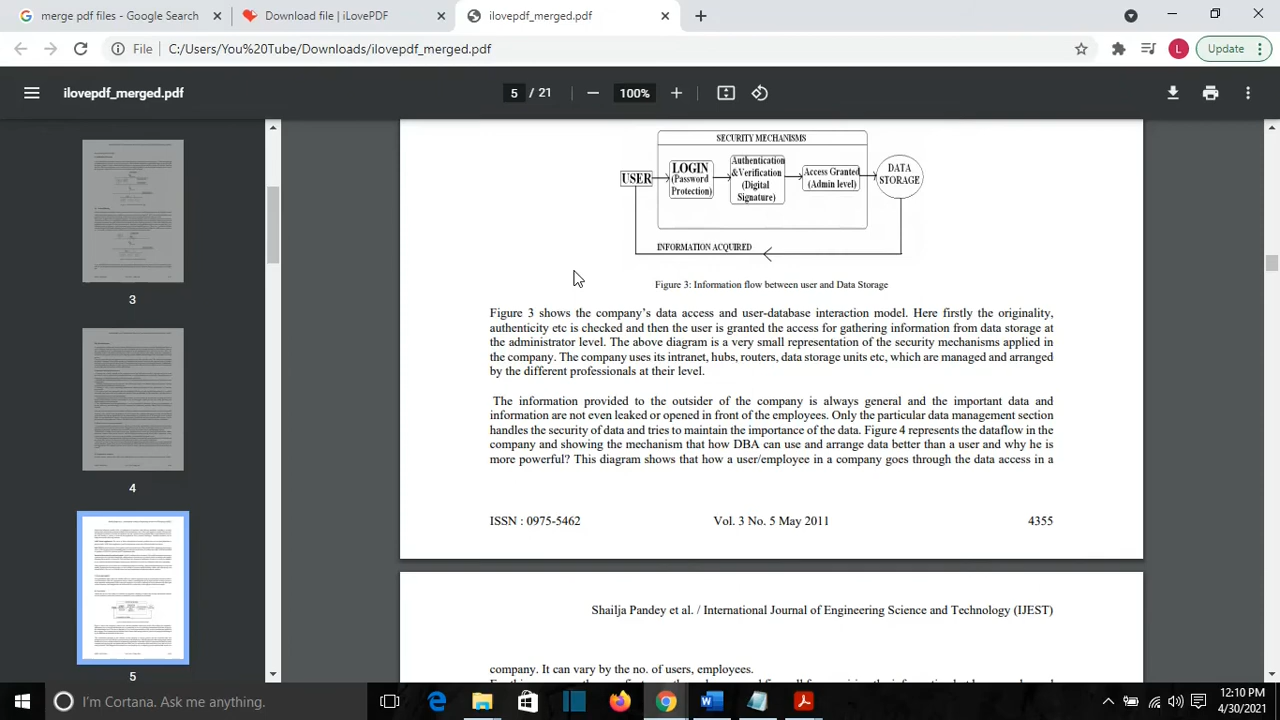 merge pdf files - Google Search
Download file | iLovePDF
ilovepdf_merged.pdf
File
C:/Users/You%20Tube/Downloads/ilovepdf_merged.pdf
L
Update
ilovepdf_merged.pdf
5 / 21
100%
3
4
5
SECURITY MECHANISMS
USER
LOGIN
(Password
Protection)
Authentication
&Verification
(Digital
Signature)
Access Granted
(Admin level)
DATA
STORAGE
INFORMATION ACQUIRED
Figure 3: Information flow between user and Data Storage
Figure 3 shows the company's data access and user-database interaction model. Here firstly the originality,
authenticity etc is checked and then the user is granted the access for gathering information from data storage at
the administrator level. The above diagram is a very small representation of the security mechanisms applied in
the company. The company uses its intranet, hubs, routers, data storage units etc, which are managed and arranged
by the different professionals at their level.
The information provided to the outsider of the company is always general and the important data and
information are not even leaked or opened in front of the employees. Only the particular data management section
handles the security of data and tries to maintain the importance of the data. Figure 4 represents the dataflow in the
company and showing the mechanism that how DBA can use and arrange data better than a user and why he is
more powerful? This diagram shows that how a user/employee in a company goes through the data access in a
ISSN : 0975-5462
Vol. 3 No. 5 May 2011
4355
Shailja Pandey et al. / International Journal of Engineering Science and Technology (IJEST)
company. It can vary by the no. of users, employees.
I'm Cortana. Ask me anything.
12:10 PM
4/30/2021